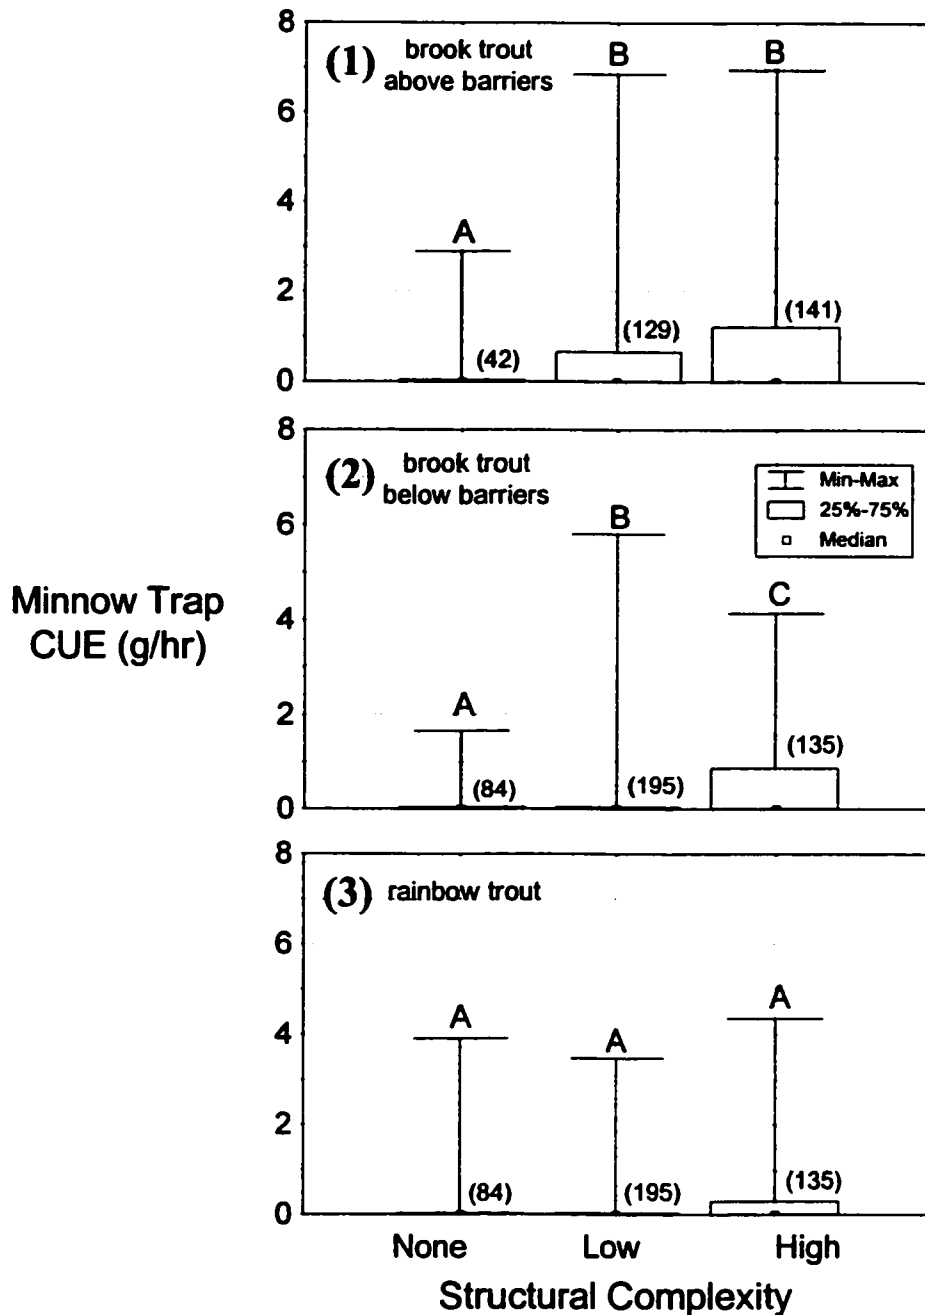 8
6
4
2
0
(1) brook trout
above barriers
A
B
B
(42)
(129)
(141)
8
6
4
2
0
(2) brook trout
below barriers
A
B
C
(84)
(195)
(135)
Min-Max
25%-75%
Median
Minnow Trap
CUE (g/hr)
8
6
4
2
0
(3) rainbow trout
A
A
A
(84)
(195)
(135)
None Low High
Structural Complexity